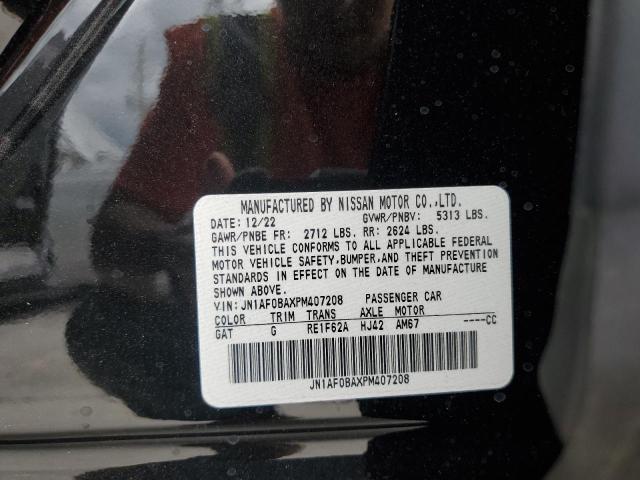 MANUFACTURED BY NISSAN MOTOR CO.,LTD.
DATE: 12/22 GVWR/PNBV: 5313 LBS.
GAWR/PNBE FR: 2712 LBS. RR: 2624 LBS.
THIS VEHICLE CONFORMS TO ALL APPLICABLE FEDERAL
MOTOR VEHICLE SAFETY,BUMPER,AND THEFT PREVENTION
STANDARDS IN EFFECT ON THE DATE OF MANUFACTURE
SHOWN ABOVE.
VIN: JN1AF0BAXPM407208 PASSENGER CAR
COLOR TRIM TRANS AXLE MOTOR
GAT G RE1F62A HJ42 AM67 ----CC
JN1AF0BAXPM407208